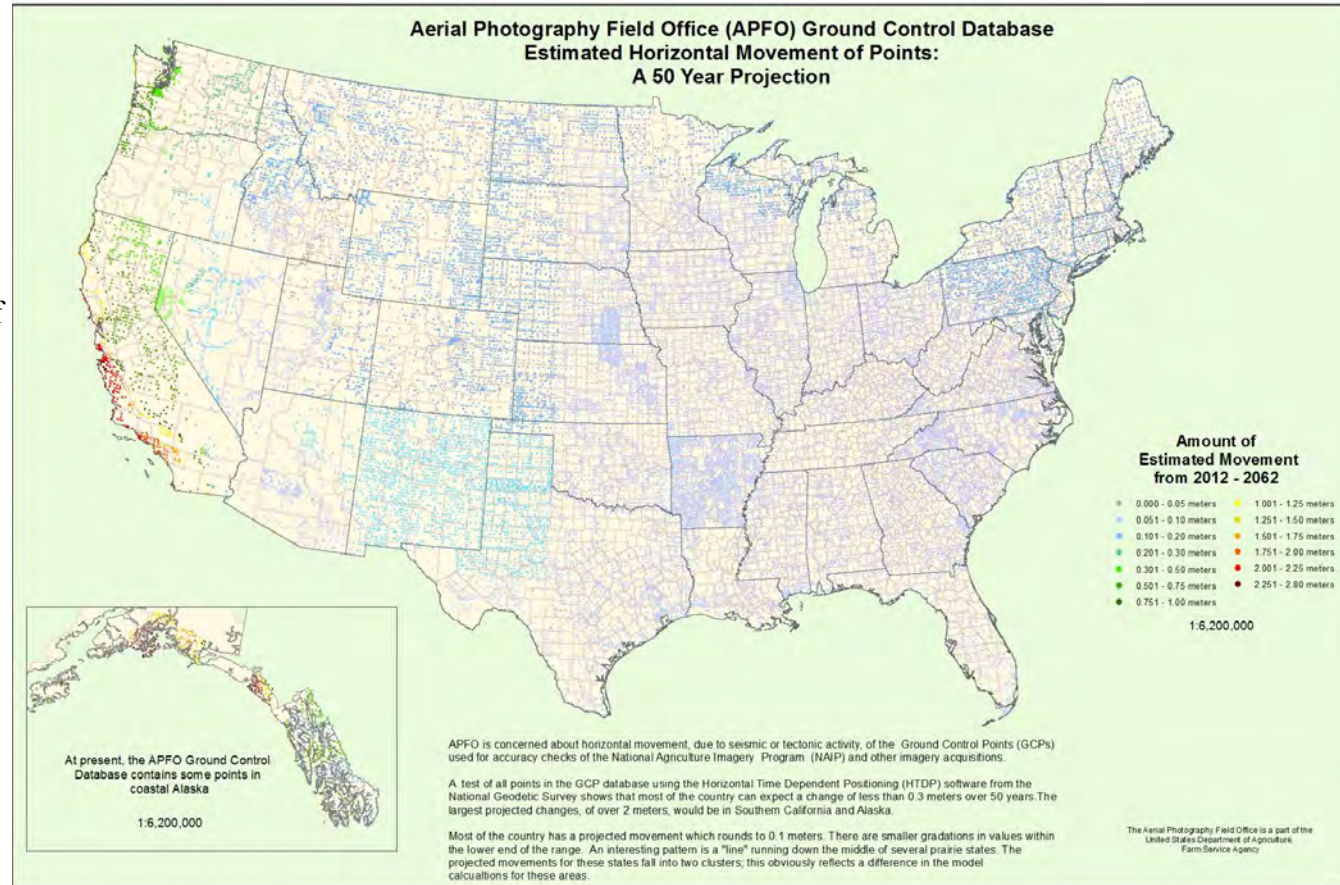 Aerial Photography Field Office (APFO) Ground Control Database
Estimated Horizontal Movement of Points:
A 50 Year Projection
f
Amount of
Estimated Movement
from 2012 - 2062
0.000 - 0.05 meters
0.051 - 0.10 meters
0.101 - 0.20 meters
0.201 - 0.30 meters
0.301 - 0.50 meters
0.501 - 0.75 meters
0.751 - 1.00 meters
1.001 - 1.25 meters
1.251 - 1.50 meters
1.501 - 1.75 meters
1.751 - 2.00 meters
2.001 - 2.25 meters
2.251 - 2.80 meters
1:6,200,000
At present, the APFO Ground Control
Database contains some points in
coastal Alaska
1:6,200,000
APFO is concerned about horizontal movement, due to seismic or tectonic activity, of the Ground Control Points (GCPs)
used for accuracy checks of the National Agriculture Imagery Program (NAIP) and other imagery acquisitions.
A test of all points in the GCP database using the Horizontal Time Dependent Positioning (HTDP) software from the
National Geodetic Survey shows that most of the country can expect a change of less than 0.3 meters over 50 years.The
largest projected changes, of over 2 meters, would be in Southern California and Alaska.
Most of the country has a projected movement which rounds to 0.1 meters. There are smaller gradations in values within
the lower end of the range. An interesting pattern is a "line" running down the middle of several prairie states. The
projected movements for these states fall into two clusters; this obviously reflects a difference in the model
calcualtions for these areas.
The Aerial Photography Field Office is a part of the
United States Department of Agriculture,
Farm Service Agency